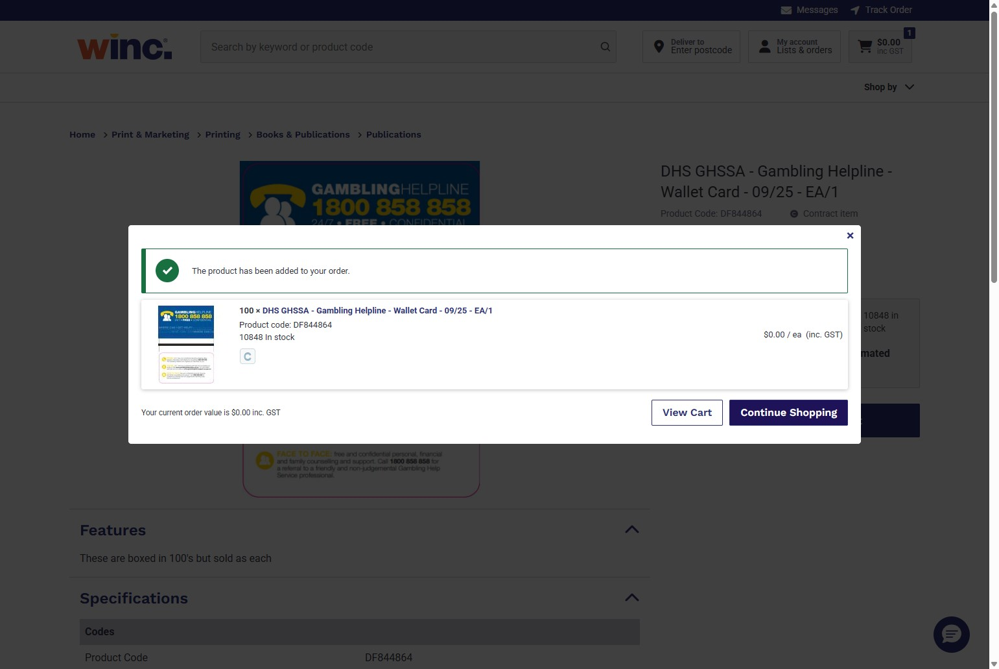 Messages
Track Order
winc.
Search by keyword or product code
Deliver to
Enter postcode
My account
Lists & orders
$0.00
inc GST
1
Shop by
Home > Print & Marketing > Printing > Books & Publications > Publications
GAMBLINGHELPLINE
1800 858 858
24/7 • FREE • CONFIDENTIAL
DHS GHSSA - Gambling Helpline -
Wallet Card - 09/25 - EA/1
Product Code: DF844864
C Contract item
The product has been added to your order.
GAMBLINGHELPLINE
1800 858 858
100 × DHS GHSSA - Gambling Helpline - Wallet Card - 09/25 - EA/1
Product code: DF844864
10848 In stock
C
$0.00 / ea (inc. GST)
10848 in
stock
mated
Your current order value is $0.00 inc. GST
View Cart
Continue Shopping
FACE TO FACE: free and confidential personal, financial
and family counselling and support. Call 1800 858 858 for
a referral to a friendly and non-judgemental Gambling Help
Service professional.
Features
These are boxed in 100's but sold as each
Specifications
Codes
Product Code
DF844864